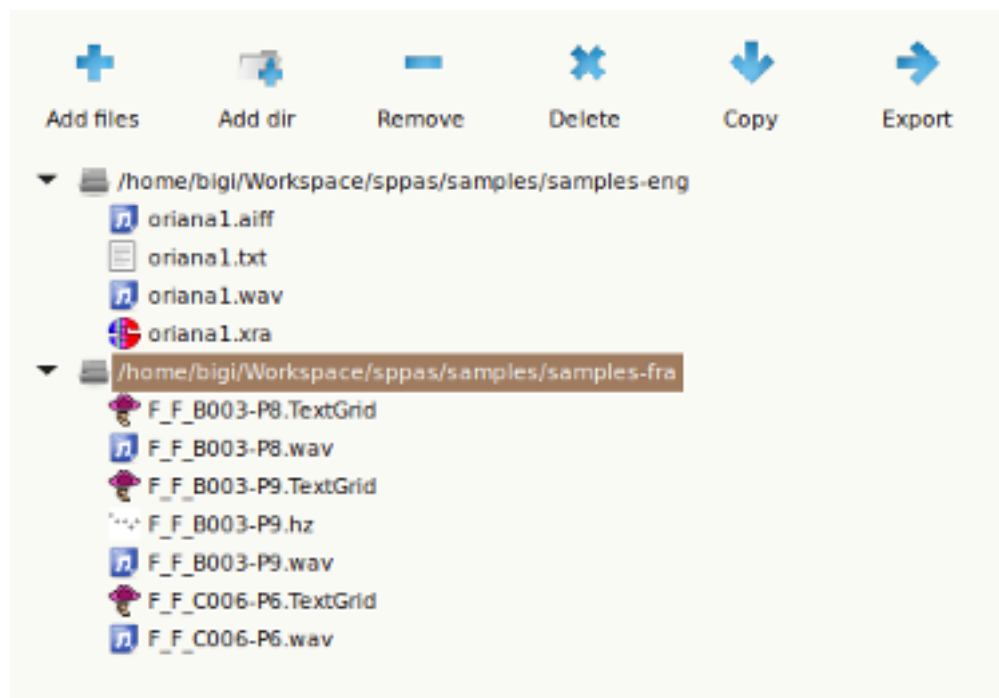 Add files Add dir Remove Delete Copy Export
/home/bigi/Workspace/sppas/samples/samples-eng
oriana1.aiff
oriana1.txt
oriana1.wav
oriana1.xra
/home/bigi/Workspace/sppas/samples/samples-fra
F_F_B003-P8.TextGrid
F_F_B003-P8.wav
F_F_B003-P9.TextGrid
F_F_B003-P9.hz
F_F_B003-P9.wav
F_F_C006-P6.TextGrid
F_F_C006-P6.wav